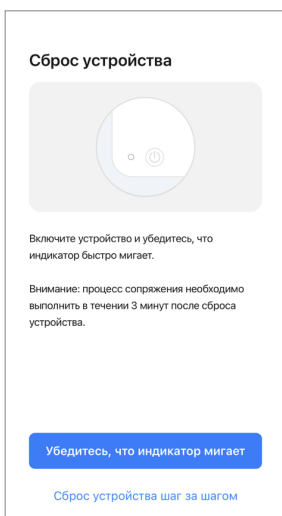 Сброс устройства
Включите устройство и убедитесь, что
индикатор быстро мигает.
Внимание: процесс сопряжения необходимо
выполнить в течении 3 минут после сброса
устройства.
Убедитесь, что индикатор мигает
Сброс устройства шаг за шагом